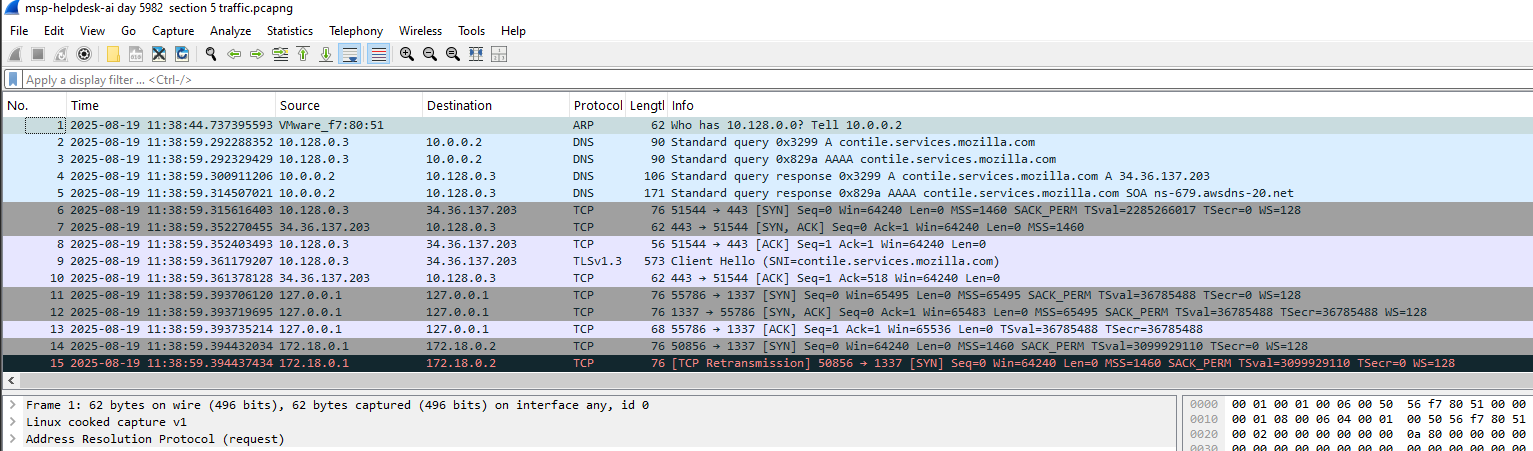 msp-helpdesk-ai day 5982 section 5 traffic.pcapng
File Edit View Go Capture Analyze Statistics Telephony Wireless Tools Help
Apply a display filter ... <Ctrl-/>
No. Time Source Destination Protocol Lengtl Info
1 2025-08-19 11:38:44.737395593 VMware_f7:80:51 ARP 62 Who has 10.128.0.0? Tell 10.0.0.2
2 2025-08-19 11:38:59.292288352 10.128.0.3 10.0.0.2 DNS 90 Standard query 0x3299 A contile.services.mozilla.com
3 2025-08-19 11:38:59.292329429 10.128.0.3 10.0.0.2 DNS 90 Standard query 0x829a AAAA contile.services.mozilla.com
4 2025-08-19 11:38:59.300911206 10.0.0.2 10.128.0.3 DNS 106 Standard query response 0x3299 A contile.services.mozilla.com A 34.36.137.203
5 2025-08-19 11:38:59.314507021 10.0.0.2 10.128.0.3 DNS 171 Standard query response 0x829a AAAA contile.services.mozilla.com SOA ns-679.awsdns-20.net
6 2025-08-19 11:38:59.315616403 10.128.0.3 34.36.137.203 TCP 76 51544 → 443 [SYN] Seq=0 Win=64240 Len=0 MSS=1460 SACK_PERM TSval=2285266017 TSecr=0 WS=128
7 2025-08-19 11:38:59.352270455 34.36.137.203 10.128.0.3 TCP 62 443 → 51544 [SYN, ACK] Seq=0 Ack=1 Win=64240 Len=0 MSS=1460
8 2025-08-19 11:38:59.352403493 10.128.0.3 34.36.137.203 TCP 56 51544 → 443 [ACK] Seq=1 Ack=1 Win=64240 Len=0
9 2025-08-19 11:38:59.361179207 10.128.0.3 34.36.137.203 TLSv1.3 573 Client Hello (SNI=contile.services.mozilla.com)
10 2025-08-19 11:38:59.361378128 34.36.137.203 10.128.0.3 TCP 62 443 → 51544 [ACK] Seq=1 Ack=518 Win=64240 Len=0
11 2025-08-19 11:38:59.393706120 127.0.0.1 127.0.0.1 TCP 76 55786 → 1337 [SYN] Seq=0 Win=65495 Len=0 MSS=65495 SACK_PERM TSval=36785488 TSecr=0 WS=128
12 2025-08-19 11:38:59.393719695 127.0.0.1 127.0.0.1 TCP 76 1337 → 55786 [SYN, ACK] Seq=0 Ack=1 Win=65483 Len=0 MSS=65495 SACK_PERM TSval=36785488 TSecr=36785488 WS=128
13 2025-08-19 11:38:59.393735214 127.0.0.1 127.0.0.1 TCP 68 55786 → 1337 [ACK] Seq=1 Ack=1 Win=65536 Len=0 TSval=36785488 TSecr=36785488
14 2025-08-19 11:38:59.394432034 172.18.0.1 172.18.0.2 TCP 76 50856 → 1337 [SYN] Seq=0 Win=64240 Len=0 MSS=1460 SACK_PERM TSval=3099929110 TSecr=0 WS=128
15 2025-08-19 11:38:59.394437434 172.18.0.1 172.18.0.2 TCP 76 [TCP Retransmission] 50856 → 1337 [SYN] Seq=0 Win=64240 Len=0 MSS=1460 SACK_PERM TSval=3099929110 TSecr=0 WS=128
Frame 1: 62 bytes on wire (496 bits), 62 bytes captured (496 bits) on interface any, id 0
Linux cooked capture v1
Address Resolution Protocol (request)
0000 00 01 00 01 00 06 00 50 56 f7 80 51 00 00
0010 00 01 08 00 06 04 00 01 00 50 56 f7 80 51
0020 00 02 00 00 00 00 00 00 0a 80 00 00 00 00